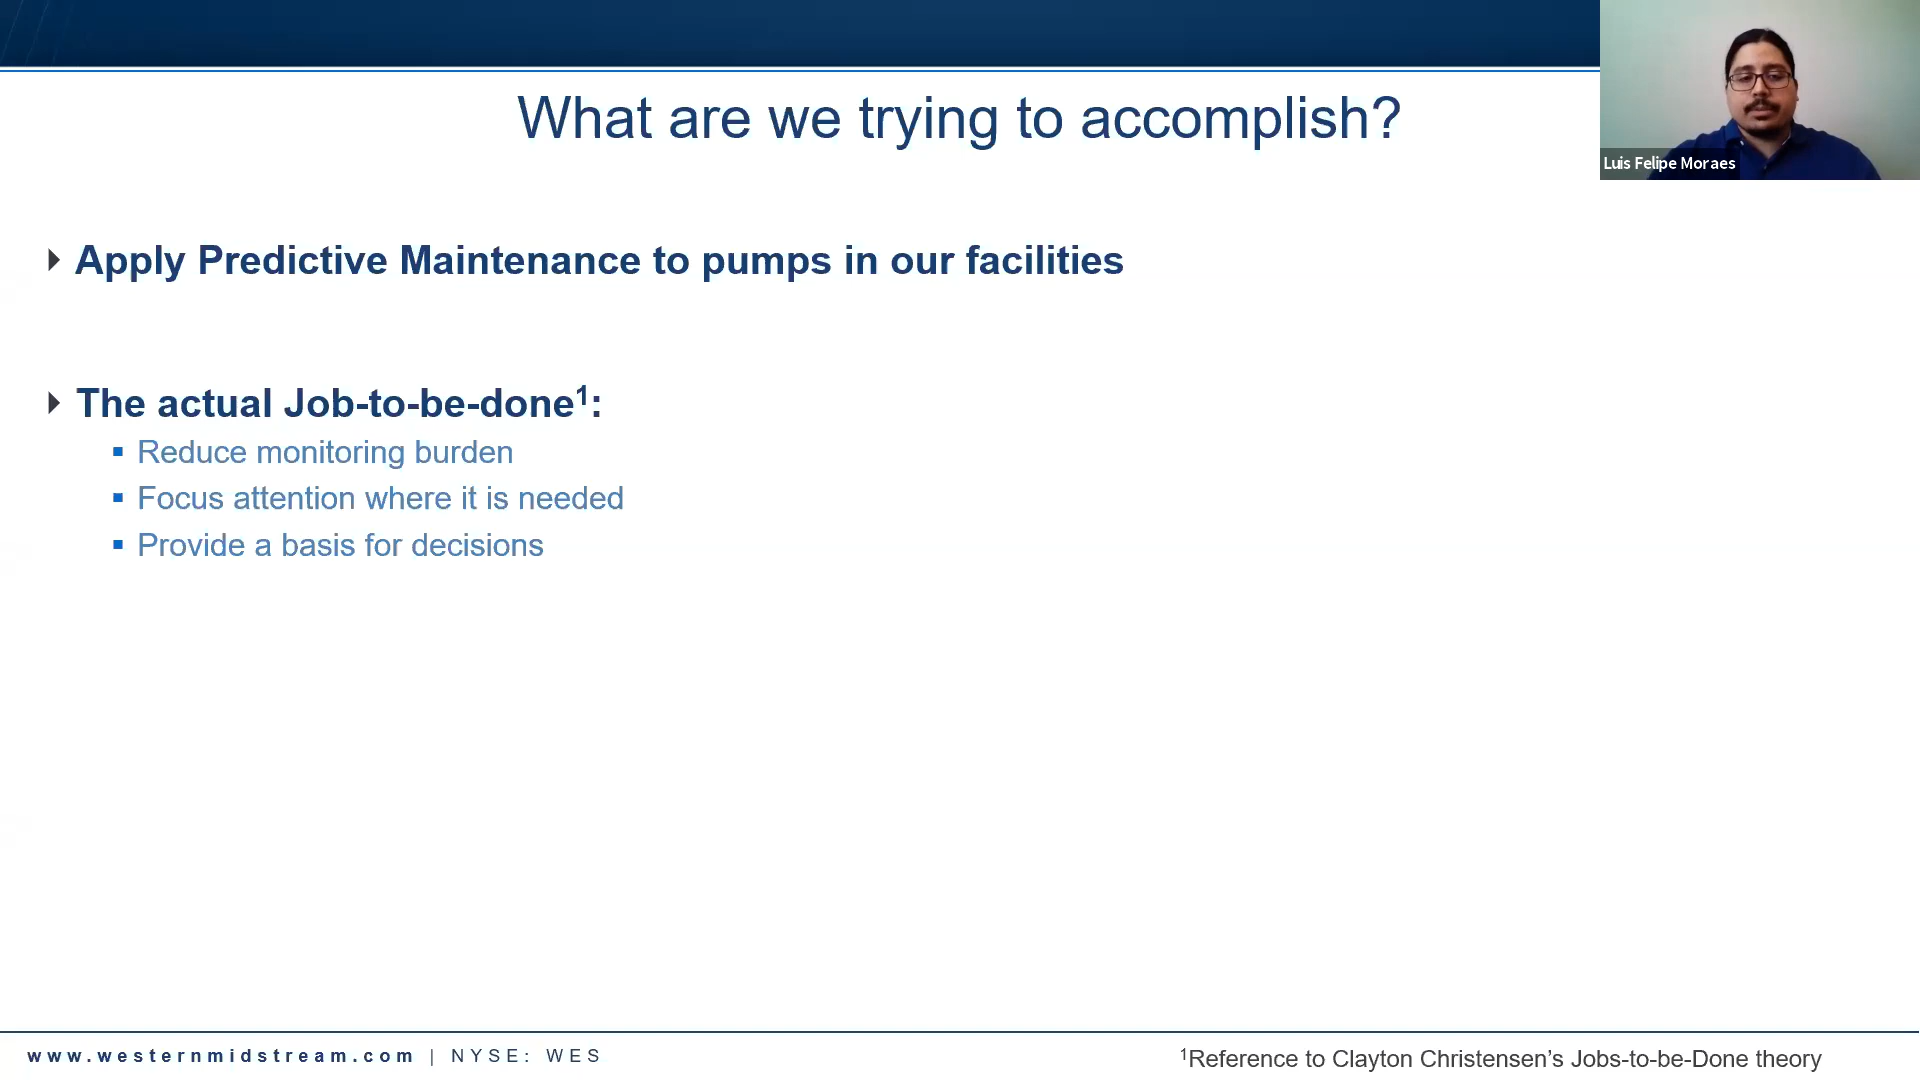 What are we trying to accomplish?
Luis Felipe Moraes
Apply Predictive Maintenance to pumps in our facilities
The actual Job-to-be-done¹:
Reduce monitoring burden
Focus attention where it is needed
Provide a basis for decisions
www.westernmidstream.com | NYSE: WES
¹Reference to Clayton Christensen’s Jobs-to-be-Done theory